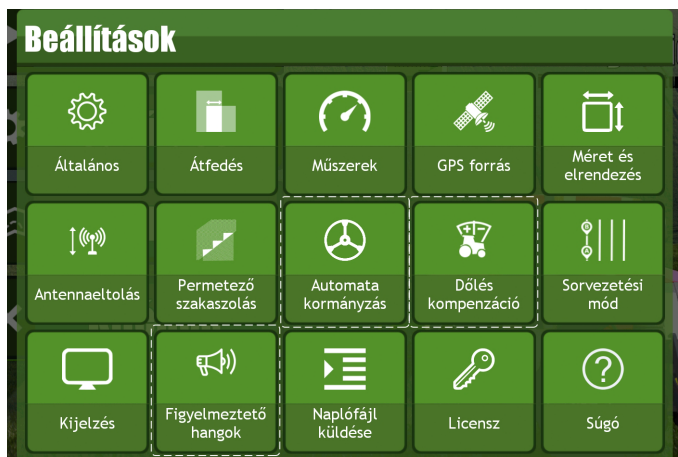 Beállítások
Általános
Átfedés
Műszerek
GPS forrás
Méret és
elrendezés
Antennaeltolás
Permetező
szakaszolás
Automata
kormányzás
Dőlés
kompenzáció
Sorvezetési
mód
Kijelzés
Figyelmeztető
hangok
Naplófájl
küldése
Licensz
Súgó